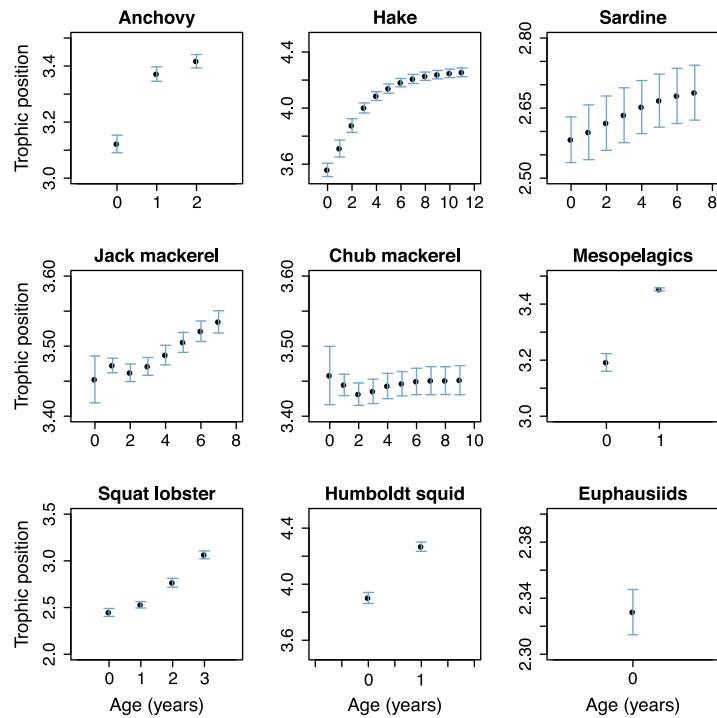 Anchovy
Hake
Sardine
Trophic position
3.0
3.2
3.4
0 1 2
3.6
4.0
4.4
0 2 4 6 8 10 12
2.50
2.65
2.80
0 2 4 6 8
Jack mackerel
Chub mackerel
Mesopelagics
Trophic position
3.40
3.50
3.60
0 2 4 6 8
3.40
3.50
3.60
0 2 4 6 8 10
3.0
3.2
3.4
0 1
Squat lobster
Humboldt squid
Euphausiids
Trophic position
2.0
2.5
3.0
3.5
0 1 2 3
Age (years)
3.6
4.0
4.4
0 1
Age (years)
2.30
2.34
2.38
0
Age (years)